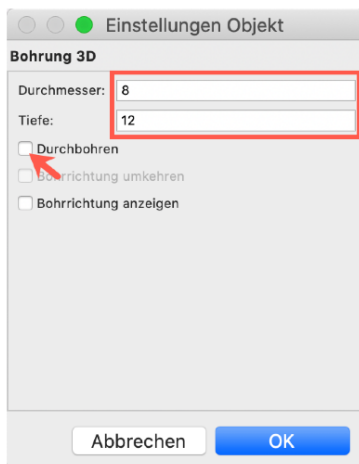 Einstellungen Objekt
Bohrung 3D
Durchmesser: 8
Tiefe: 12
Durchbohren
Bohrrichtung umkehren
Bohrrichtung anzeigen
Abbrechen OK